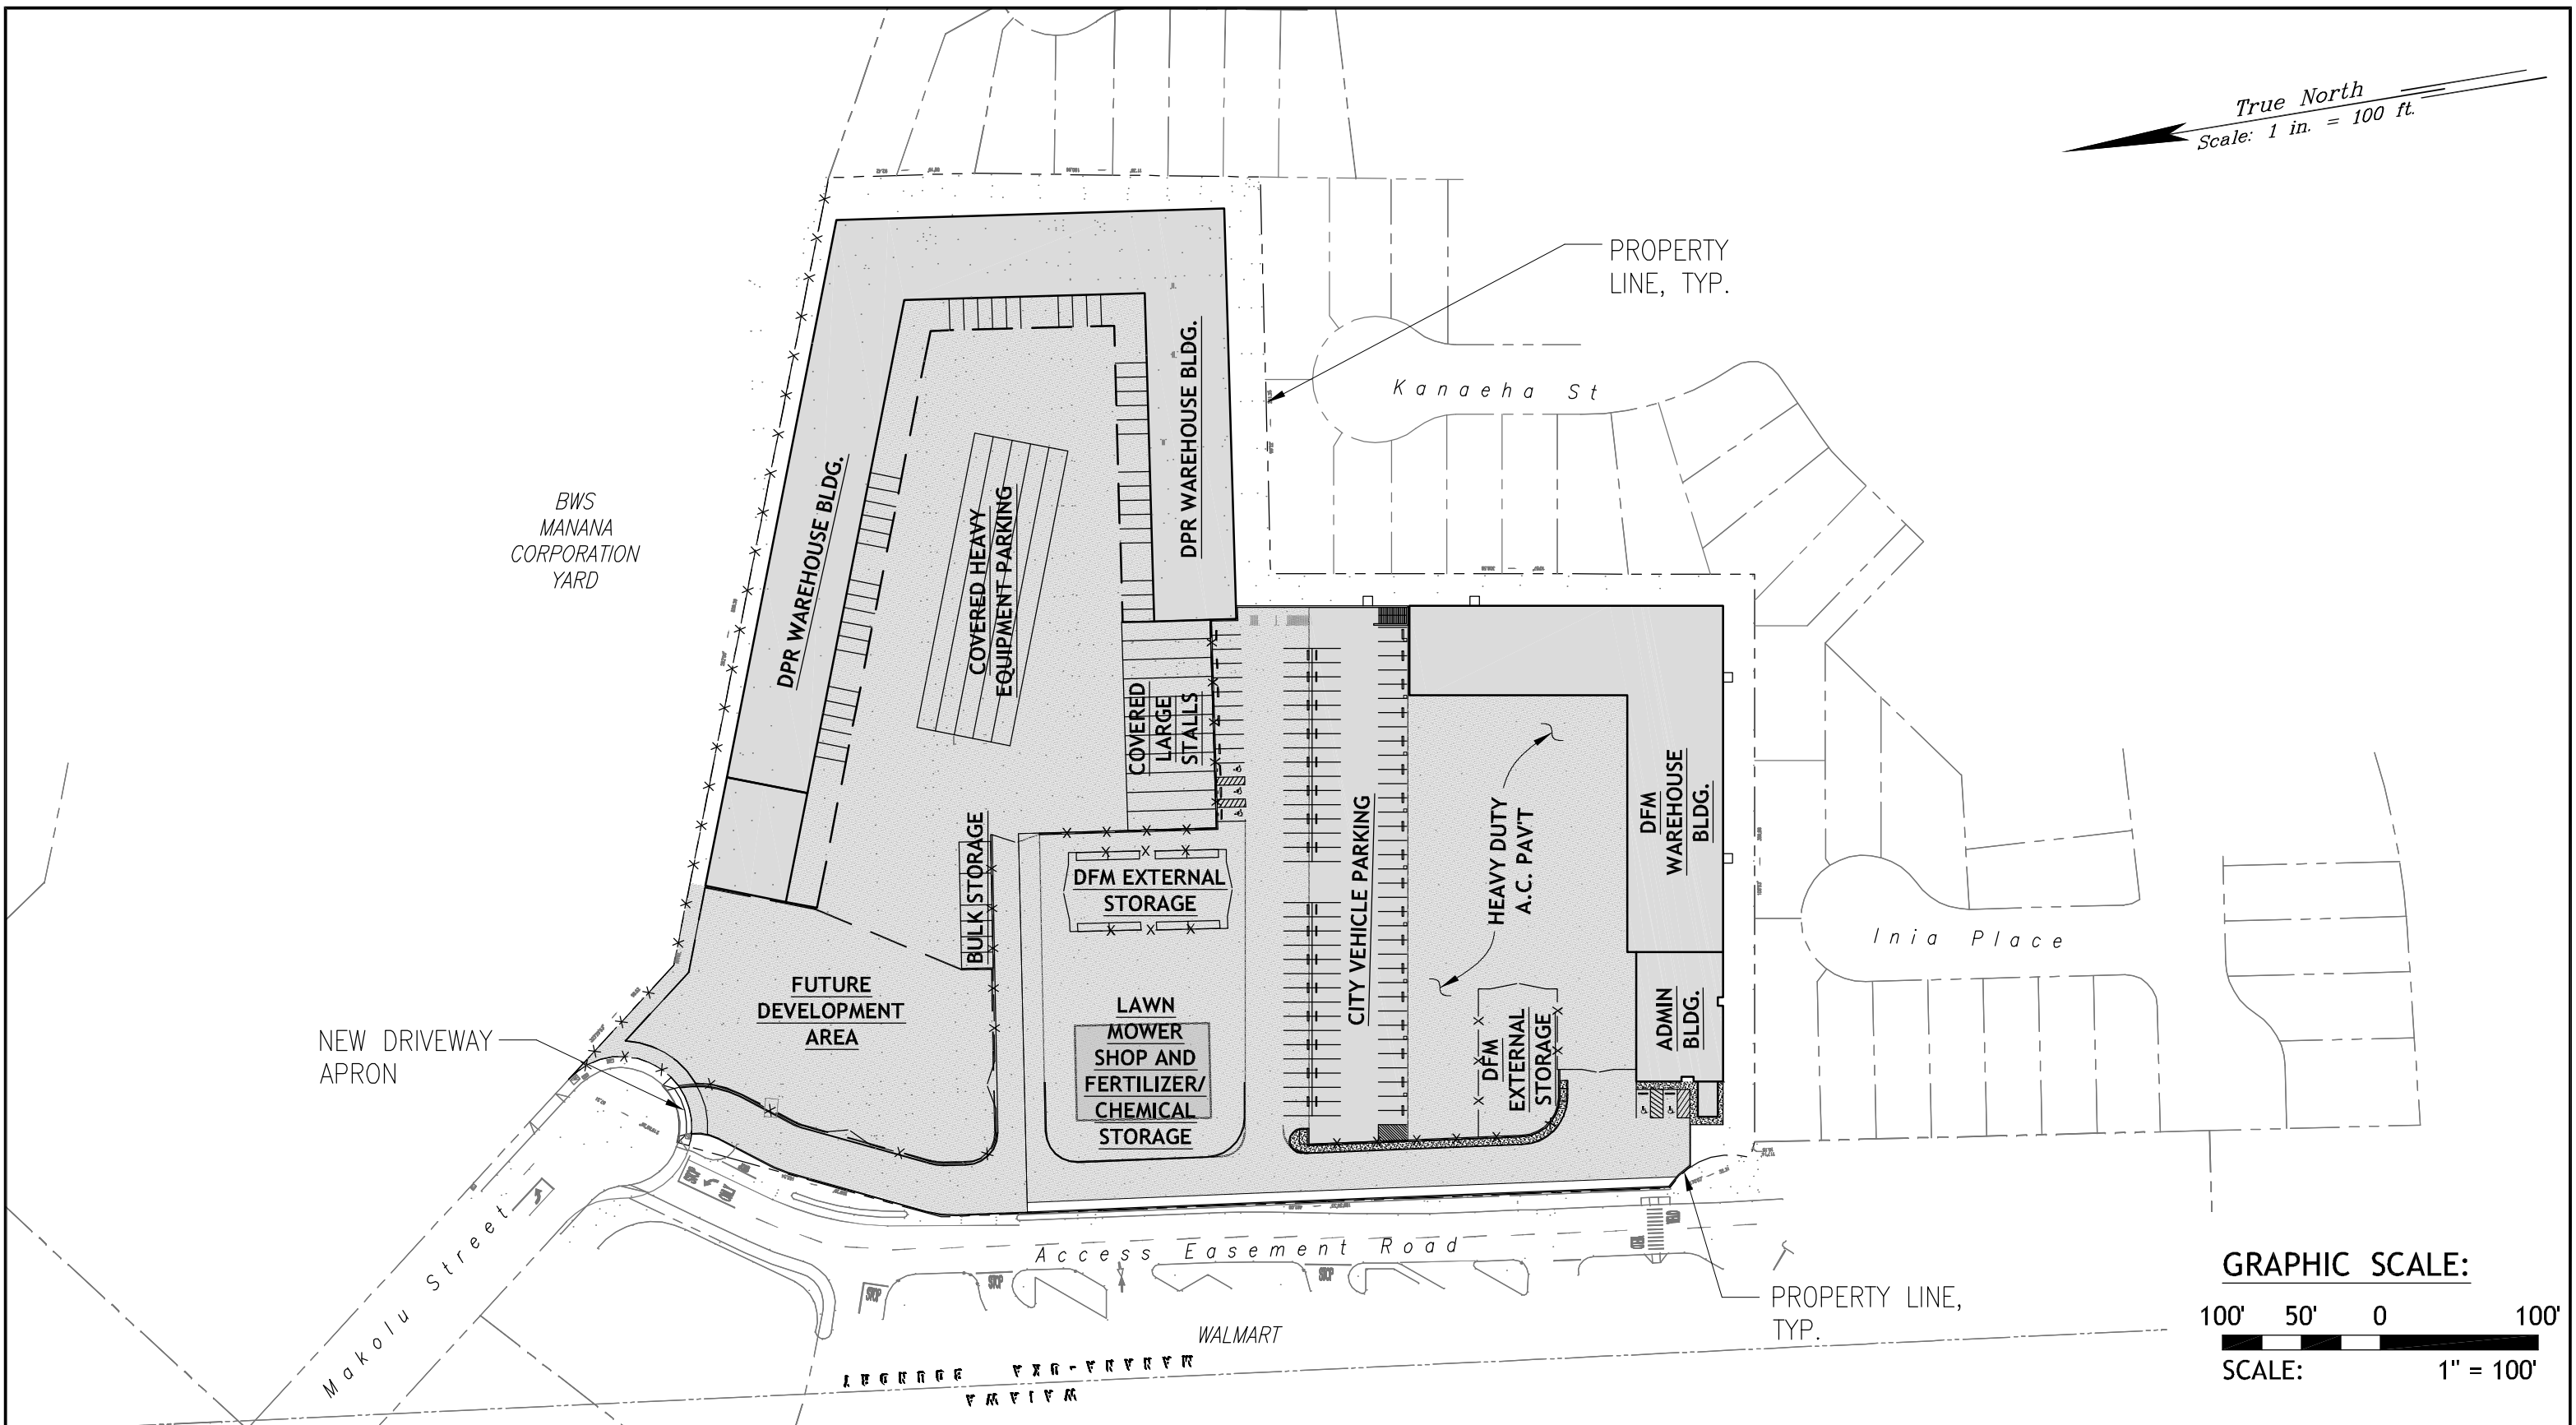 True North
Scale: 1 in. = 100 ft.
PROPERTY
LINE, TYP.
Kanaeha St
DPR WAREHOUSE BLDG.
DPR WAREHOUSE BLDG.
COVERED HEAVY
EQUIPMENT PARKING
BWS
MANANA
CORPORATION
YARD
COVERED
LARGE
STALLS
BULK STORAGE
DFM EXTERNAL
STORAGE
CITY VEHICLE PARKING
HEAVY DUTY
A.C. PAV'T
DFM
WAREHOUSE
BLDG.
Inia Place
FUTURE
DEVELOPMENT
AREA
LAWN
MOWER
SHOP AND
FERTILIZER/
CHEMICAL
STORAGE
DFM
EXTERNAL
STORAGE
ADMIN
BLDG.
NEW DRIVEWAY
APRON
Makolu Street
STOP
Access Easement Road
STOP
STOP
STOP
WALMART
PROPERTY LINE,
TYP.
GRAPHIC SCALE:
100' 50' 0 100'
SCALE: 1" = 100'